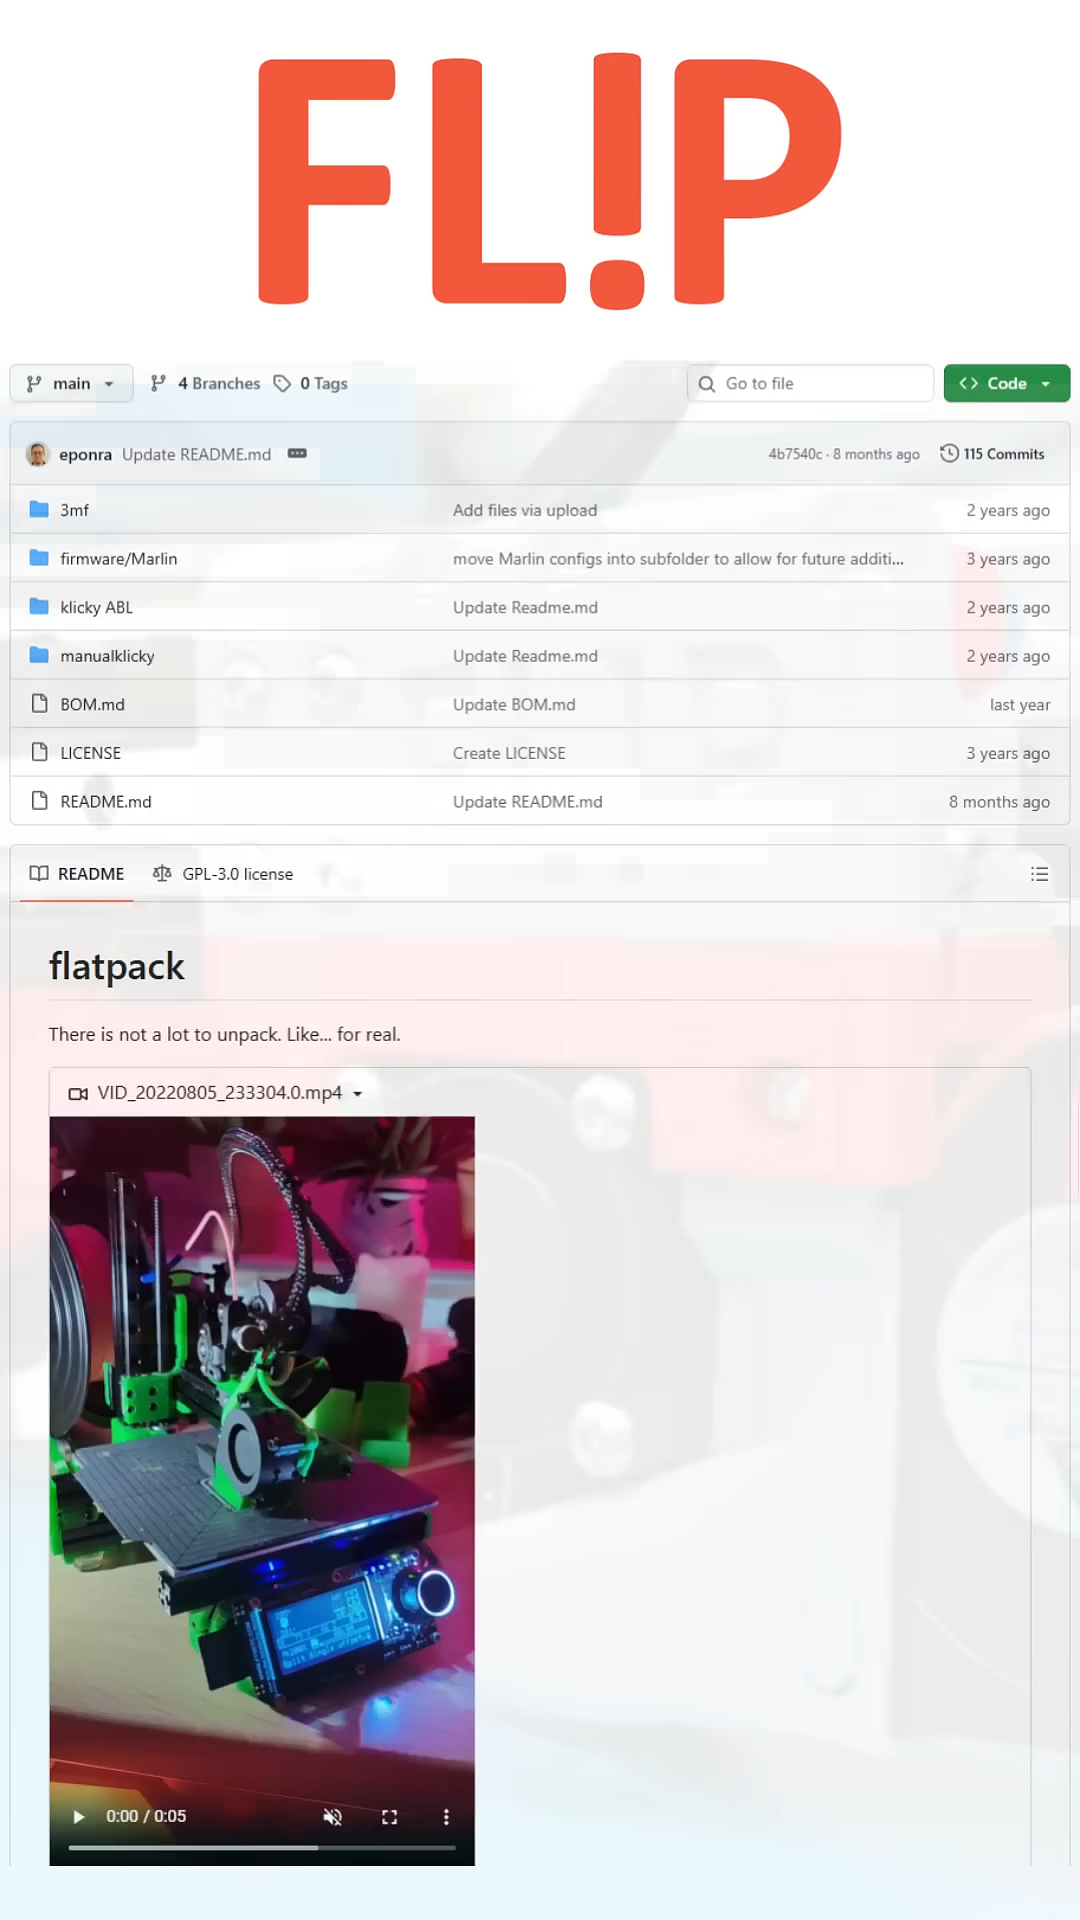 FL!P
main
4 Branches
0 Tags
Go to file
Code
eponra Update README.md
4b7540c · 8 months ago
115 Commits
3mf
Add files via upload
2 years ago
firmware/Marlin
move Marlin configs into subfolder to allow for future additi...
3 years ago
klicky ABL
Update Readme.md
2 years ago
manualklicky
Update Readme.md
2 years ago
BOM.md
Update BOM.md
last year
LICENSE
Create LICENSE
3 years ago
README.md
Update README.md
8 months ago
README
GPL-3.0 license
flatpack
There is not a lot to unpack. Like... for real.
VID_20220805_233304.0.mp4
0:00 / 0:05